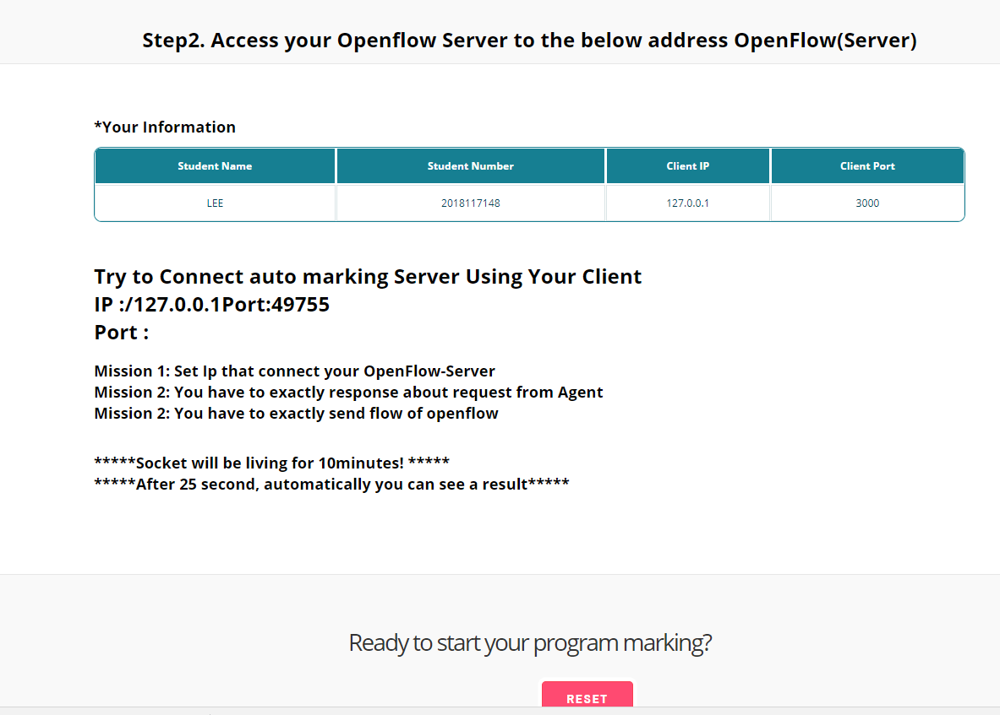 Step2. Access your Openflow Server to the below address OpenFlow(Server)
*Your Information
Student Name Student Number Client IP Client Port
LEE 2018117148 127.0.0.1 3000
Try to Connect auto marking Server Using Your Client
IP :/127.0.0.1Port:49755
Port :
Mission 1: Set Ip that connect your OpenFlow-Server
Mission 2: You have to exactly response about request from Agent
Mission 2: You have to exactly send flow of openflow
*****Socket will be living for 10minutes! *****
*****After 25 second, automatically you can see a result*****
Ready to start your program marking?
RESET